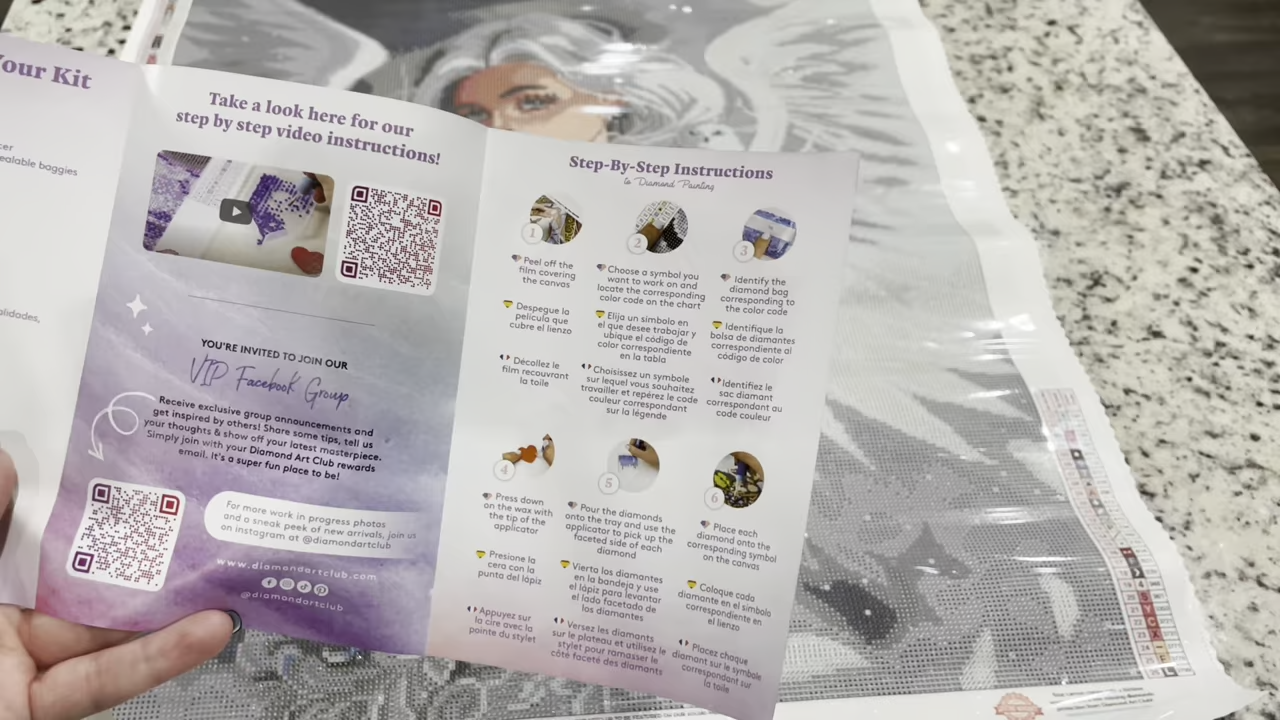 Your Kit
ealable baggies
alidades,
Take a look here for our
step by step video instructions!
YOU'RE INVITED TO JOIN OUR
VIP Facebook Group
Receive exclusive group announcements and
get inspired by others! Share some tips, tell us
your thoughts & show off your latest masterpiece.
Simply join with your Diamond Art Club rewards
email. It's a super fun place to be!
For more work in progress photos
and a sneak peek of new arrivals, join us
on instagram at @diamondartclub
www.diamondartclub.com
@diamondartclub
Step-By-Step Instructions
to Diamond Painting
1
Peel off the
film covering
the canvas
Despegue la
película que
cubre el lienzo
Décollez le
film recouvrant
la toile
2
Choose a symbol you
want to work on and
locate the corresponding
color code on the chart
Elija un símbolo en
el que desee trabajar y
ubique el código de
color correspondiente
en la tabla
Choisissez un symbole
sur lequel vous souhaitez
travailler et repérez le code
couleur correspondant
sur la légende
3
Identify the
diamond bag
corresponding to
the color code
Identifique la
bolsa de diamantes
correspondiente al
código de color
Identifiez le
sac diamant
correspondant au
code couleur
4
Press down
on the wax with
the tip of the
applicator
Presione la
cera con la
punta del lápiz
Appuyez sur
la cire avec la
pointe du stylet
5
Pour the diamonds
onto the tray and use the
applicator to pick up the
faceted side of each
diamond
Vierta los diamantes
en la bandeja y use
el lápiz para levantar
el lado facetado de
los diamantes
Versez les diamants
sur le plateau et utilisez le
stylet pour ramasser le
côté faceté des diamants
6
Place each
diamond onto the
corresponding symbol
on the canvas
Coloque cada
diamante en el símbolo
correspondiente en
el lienzo
Placez chaque
diamant sur le symbole
correspondant sur
la toile